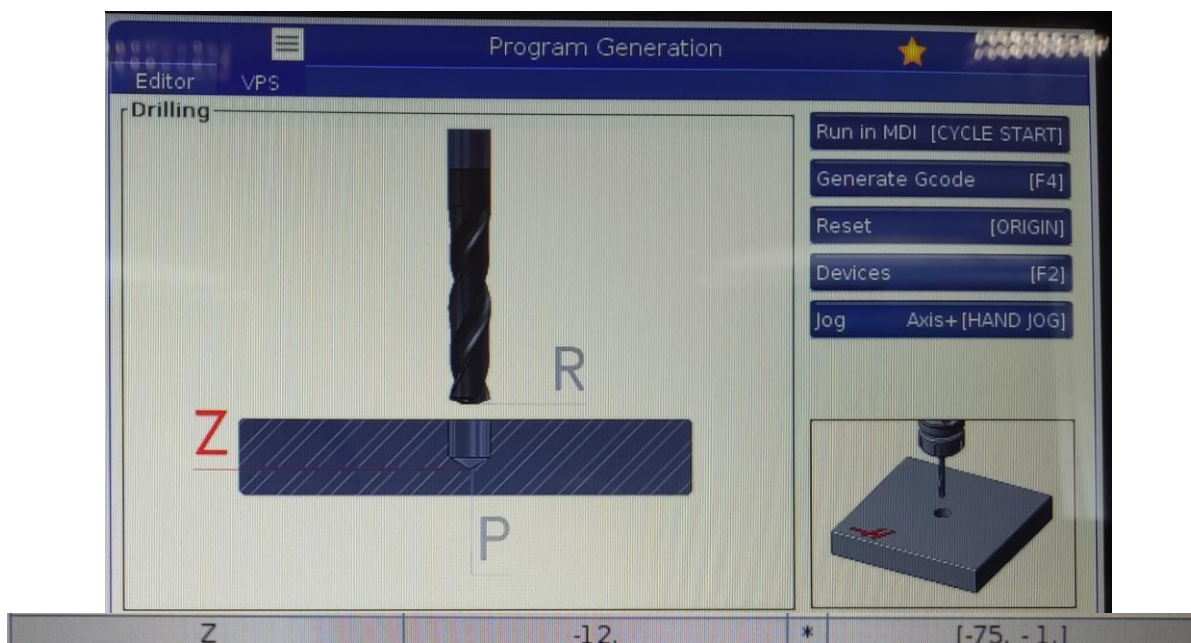 Program Generation
Editor VPS
Drilling
Run in MDI [CYCLE START]
Generate Gcode [F4]
Reset [ORIGIN]
Devices [F2]
Jog Axis+[HAND JOG]
R
Z
P
Z -12. * [-75. - 1.]